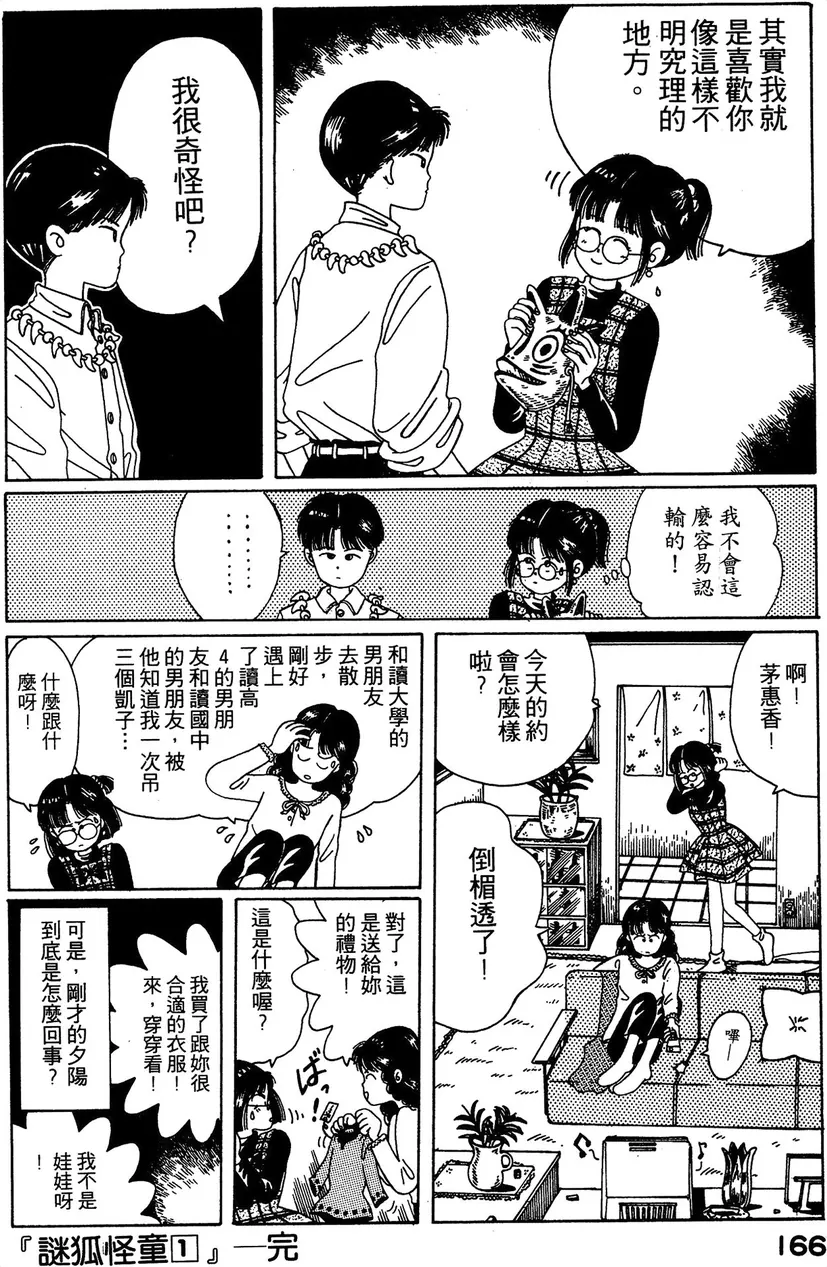 其實我就
是喜歡你
像這樣不
明究理的
地方。
我很奇怪吧？
我不會這
麼容易認
輸的！
………
啊！
茅惠香！
今天的約
會怎麼樣
啦？
倒楣透了！
嗶
和讀大學的
男朋友
去散
步，
剛好
遇上
了讀高
4的男朋
友和讀國中
的男朋友，被
他知道我一次吊
三個凱子…
什麼跟什
麼呀！
對了，這
是送給妳
的禮物！
這是什麼喔？
ばっ!!
我買了跟妳很
合適的衣服！
來，穿穿看！
可是，剛才的夕陽
到底是怎麼回事？
我不是
娃娃呀
！
『謎狐怪童1』—完
166